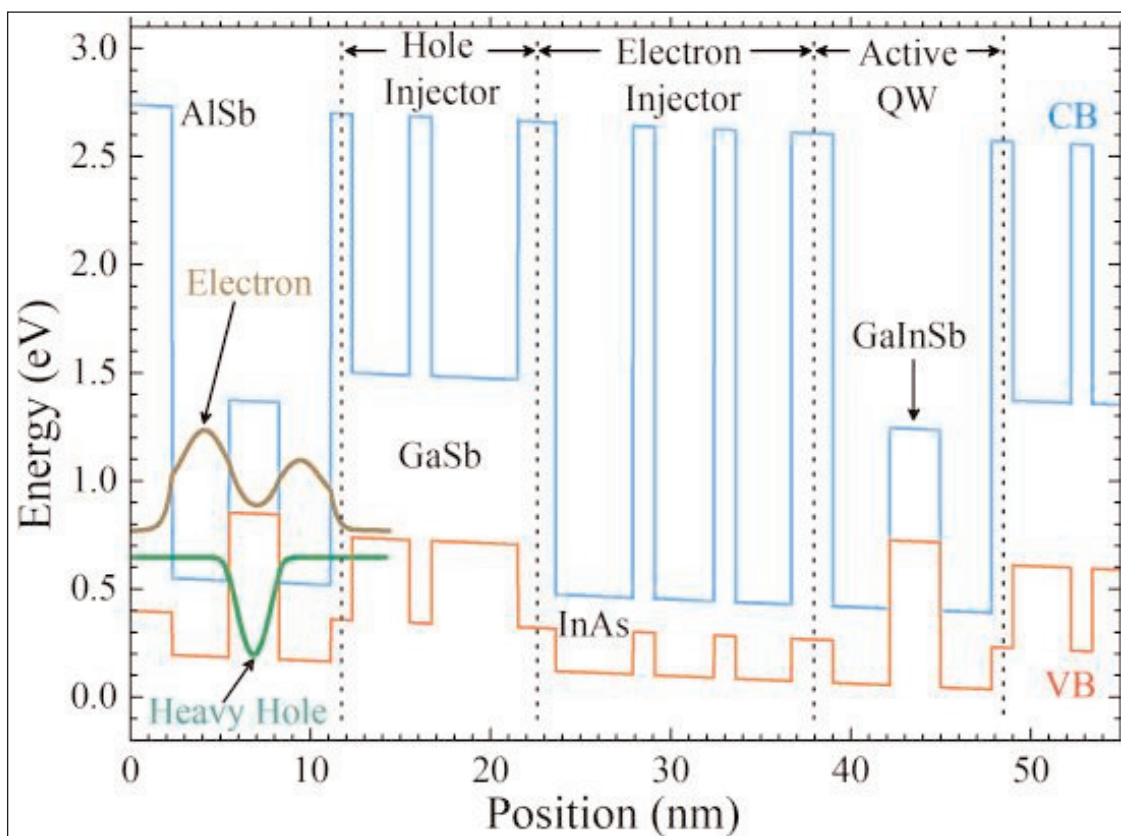 Energy (eV)
3.0
2.5
2.0
1.5
1.0
0.5
0.0
Hole
Injector
Electron
Injector
Active
QW
AlSb
CB
Electron
GaInSb
GaSb
InAs
VB
Heavy Hole
0
10
20
30
40
50
Position (nm)